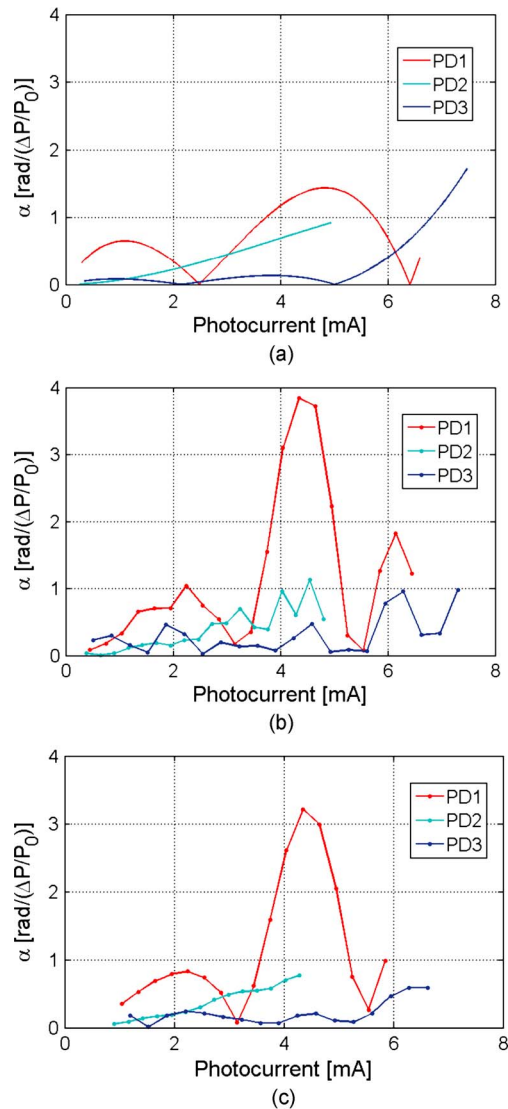 4
3
2
1
0
0 2 4 6 8
α [rad/(ΔP/P0)]
Photocurrent [mA]
PD1
PD2
PD3
(a)
4
3
2
1
0
0 2 4 6 8
α [rad/(ΔP/P0)]
Photocurrent [mA]
PD1
PD2
PD3
(b)
4
3
2
1
0
0 2 4 6 8
α [rad/(ΔP/P0)]
Photocurrent [mA]
PD1
PD2
PD3
(c)